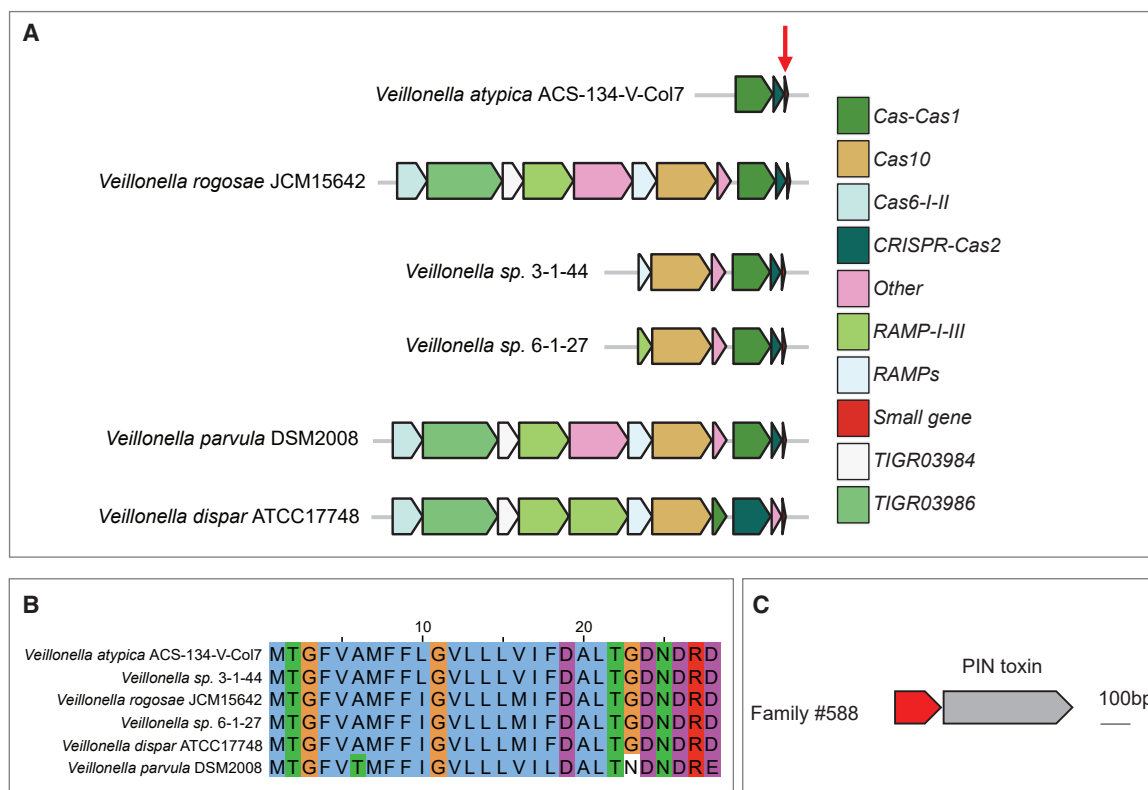 A
Veillonella atypica ACS-134-V-Col7
Veillonella rogosae JCM15642
Veillonella sp. 3-1-44
Veillonella sp. 6-1-27
Veillonella parvula DSM2008
Veillonella dispar ATCC17748
Cas-Cas1
Cas10
Cas6-I-II
CRISPR-Cas2
Other
RAMP-I-III
RAMPs
Small gene
TIGR03984
TIGR03986
B
10 20
Veillonella atypica ACS-134-V-Col7 MTGFVAMFFLGVLLLVIFDALTGDNDRD
Veillonella sp. 3-1-44 MTGFVAMFFLGVLLLVIFDALTGDNDRD
Veillonella rogosae JCM15642 MTGFVAMFFIGVLLLMIFDALTGDNDRD
Veillonella sp. 6-1-27 MTGFVAMFFIGVLLLMIFDALTGDNDRD
Veillonella dispar ATCC17748 MTGFVAMFFIGVLLLMIFDALTGDNDRD
Veillonella parvula DSM2008 MTGFVTMFFIGVLLLVILDALTNDNDRE
C
PIN toxin
Family #588
100bp